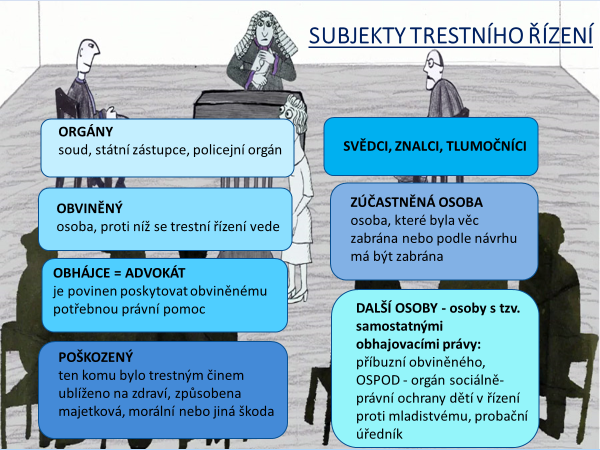 SUBJEKTY TRESTNÍHO ŘÍZENÍ
ORGÁNY
soud, státní zástupce, policejní orgán
OBVINĚNÝ
osoba, proti níž se trestní řízení vede
OBHÁJCE = ADVOKÁT
je povinen poskytovat obviněnému
potřebnou právní pomoc
POŠKOZENÝ
ten komu bylo trestným činem
ublíženo na zdraví, způsobena
majetková, morální nebo jiná škoda
SVĚDCI, ZNALCI, TLUMOČNÍCI
ZÚČASTNĚNÁ OSOBA
osoba, které byla věc
zabrána nebo podle návrhu
má být zabrána
DALŠÍ OSOBY - osoby s tzv.
samostatnými
obhajovacími právy:
příbuzní obviněného,
OSPOD - orgán sociálně-
právní ochrany dětí v řízení
proti mladistvému, probační
úředník